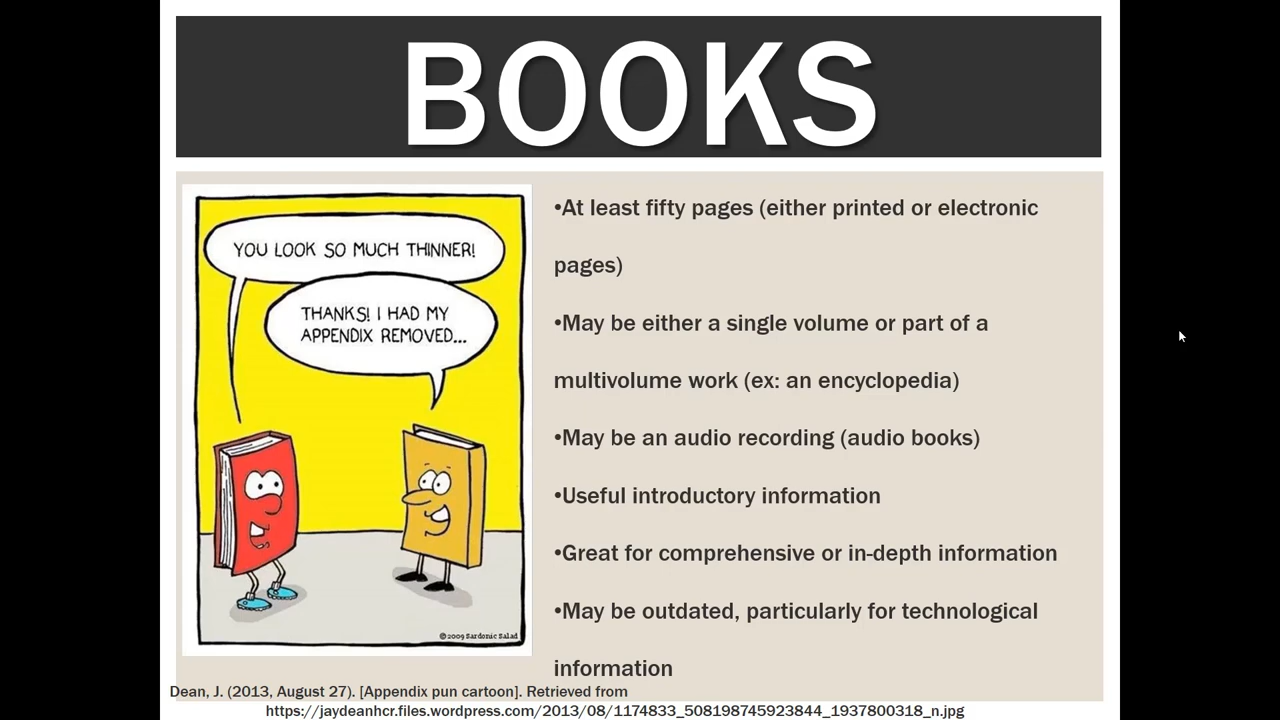 BOOKS
YOU LOOK SO MUCH THINNER!
THANKS! I HAD MY
APPENDIX REMOVED...
©2009 Sardonic Salad
•At least fifty pages (either printed or electronic
pages)
•May be either a single volume or part of a
multivolume work (ex: an encyclopedia)
•May be an audio recording (audio books)
•Useful introductory information
•Great for comprehensive or in-depth information
•May be outdated, particularly for technological
information
Dean, J. (2013, August 27). [Appendix pun cartoon]. Retrieved from
https://jaydeanhcr.files.wordpress.com/2013/08/1174833_508198745923844_1937800318_n.jpg